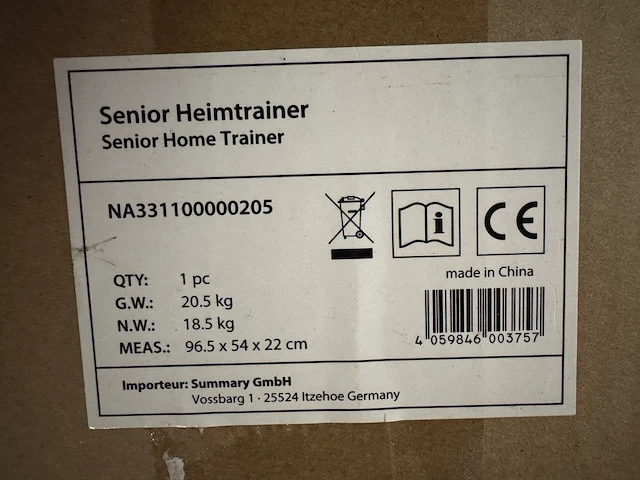 Senior Heimtrainer
Senior Home Trainer
NA331100000205
i
CE
made in China
QTY: 1 pc
G.W.: 20.5 kg
N.W.: 18.5 kg
MEAS.: 96.5 x 54 x 22 cm
4 059846 003757
Importeur: Summary GmbH
Vossbarg 1 · 25524 Itzehoe Germany